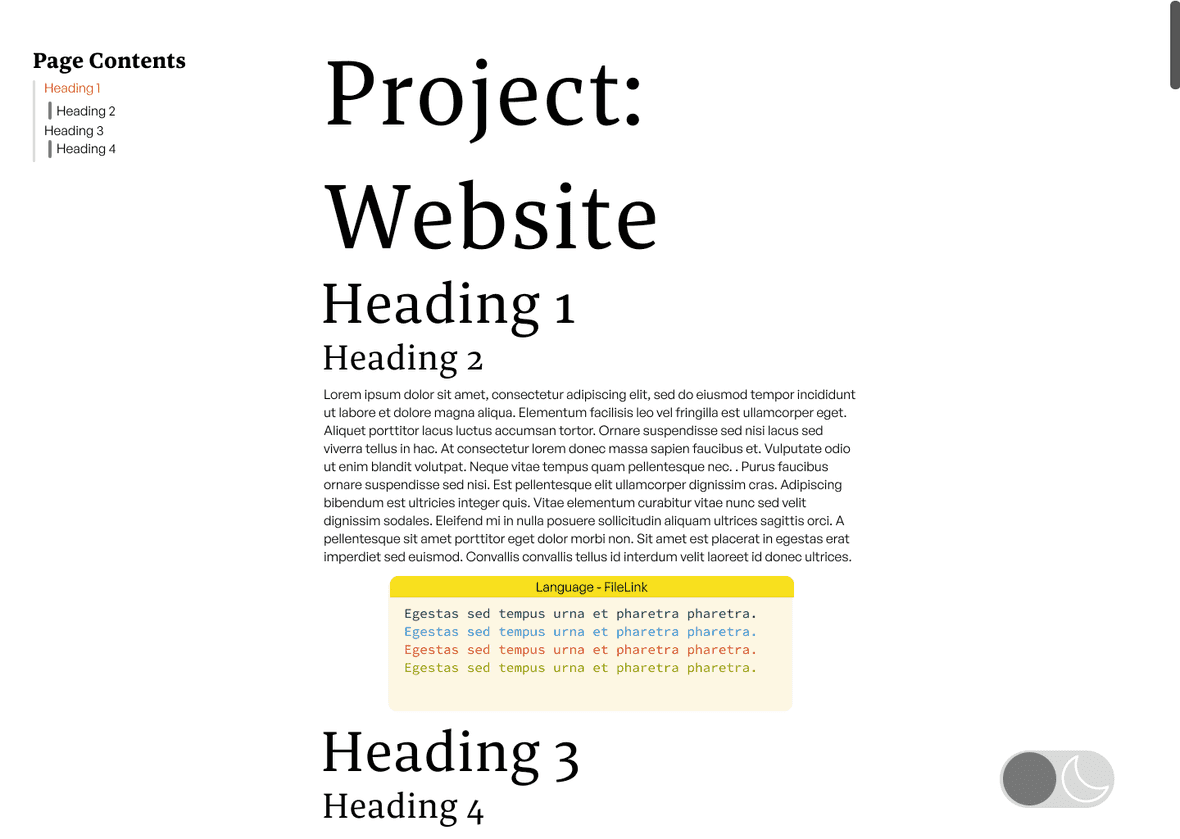 Page Contents
Heading 1
Heading 2
Heading 3
Heading 4
Project:
Website
Heading 1
Heading 2
Lorem ipsum dolor sit amet, consectetur adipiscing elit, sed do eiusmod tempor incididunt
ut labore et dolore magna aliqua. Elementum facilisis leo vel fringilla est ullamcorper eget.
Aliquet porttitor lacus luctus accumsan tortor. Ornare suspendisse sed nisi lacus sed
viverra tellus in hac. At consectetur lorem donec massa sapien faucibus et. Vulputate odio
ut enim blandit volutpat. Neque vitae tempus quam pellentesque nec. . Purus faucibus
ornare suspendisse sed nisi. Est pellentesque elit ullamcorper dignissim cras. Adipiscing
bibendum est ultricies integer quis. Vitae elementum curabitur vitae nunc sed velit
dignissim sodales. Eleifend mi in nulla posuere sollicitudin aliquam ultrices sagittis orci. A
pellentesque sit amet porttitor eget dolor morbi non. Sit amet est placerat in egestas erat
imperdiet sed euismod. Convallis convallis tellus id interdum velit laoreet id donec ultrices.
Language - FileLink
Egestas sed tempus urna et pharetra pharetra.
Egestas sed tempus urna et pharetra pharetra.
Egestas sed tempus urna et pharetra pharetra.
Egestas sed tempus urna et pharetra pharetra.
Heading 3
Heading 4